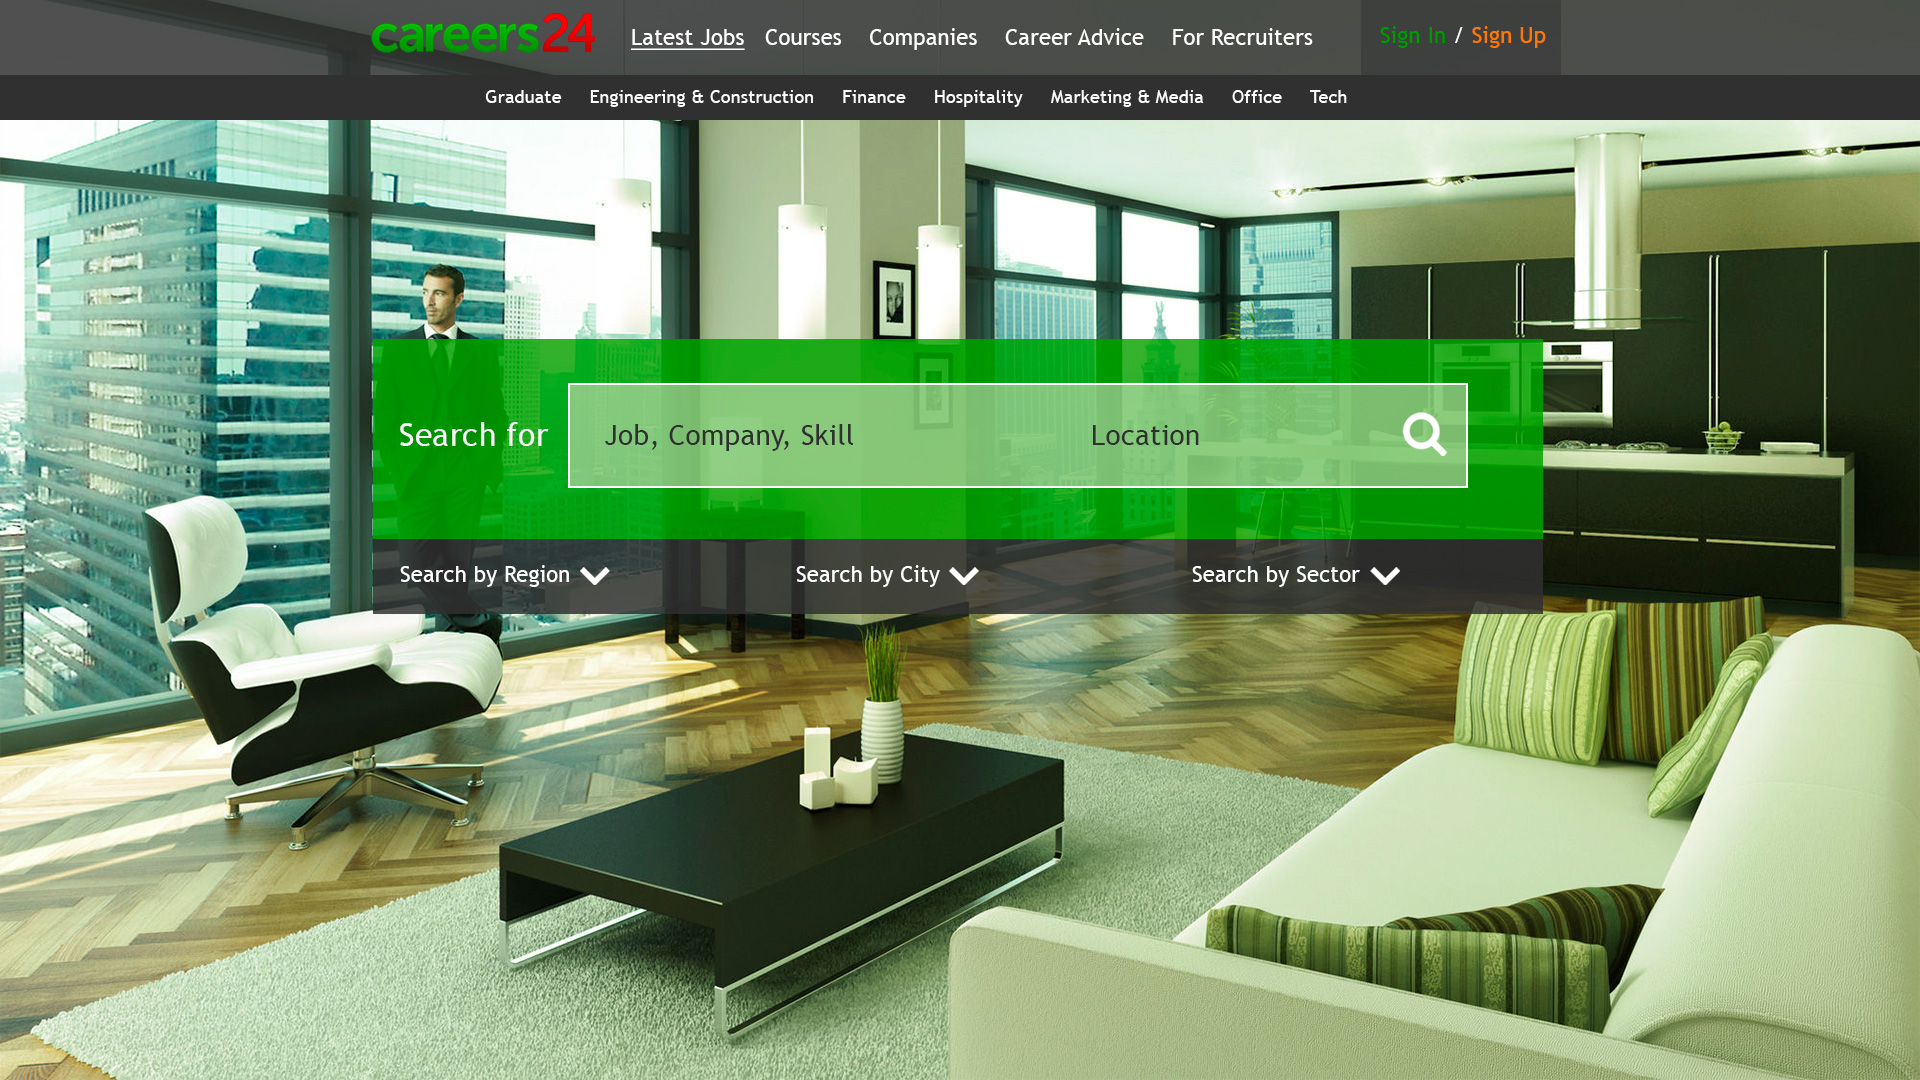 careers24 Latest Jobs Courses Companies Career Advice For Recruiters Sign In / Sign Up
Graduate Engineering & Construction Finance Hospitality Marketing & Media Office Tech
Search for Job, Company, Skill Location
Search by Region Search by City Search by Sector